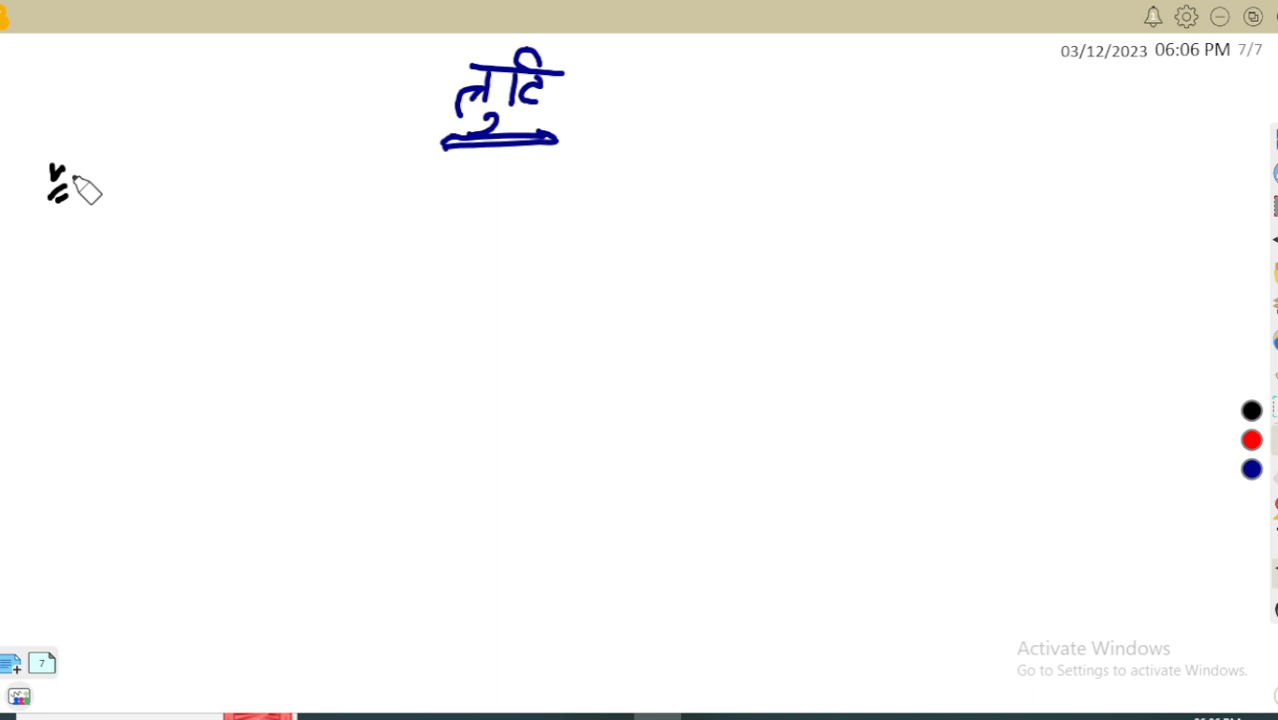 03/12/2023 06:06 PM 7/7
त्रुटि
7
Activate Windows
Go to Settings to activate Windows.